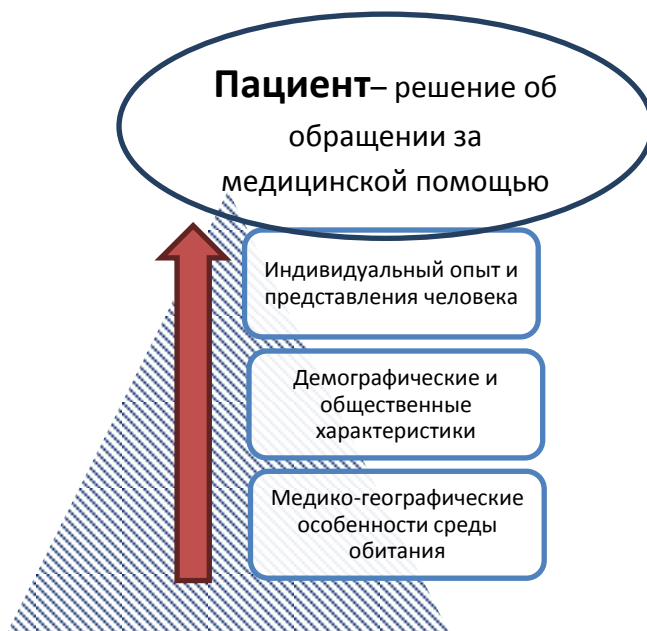 Пациент– решение об
обращении за
медицинской помощью
Индивидуальный опыт и
представления человека
Демографические и
общественные
характеристики
Медико-географические
особенности среды
обитания